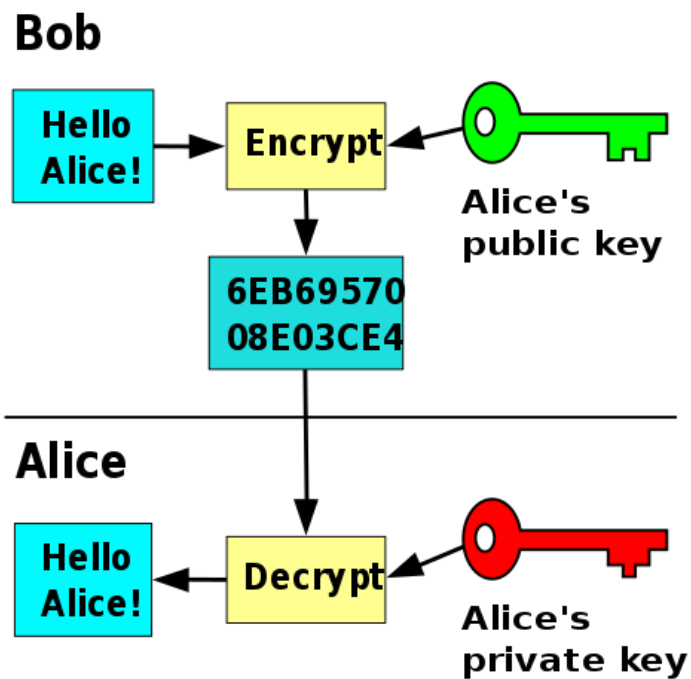 Bob
Hello
Alice!
Encrypt
Alice's
public key
6EB69570
08E03CE4
Alice
Hello
Alice!
Decrypt
Alice's
private key